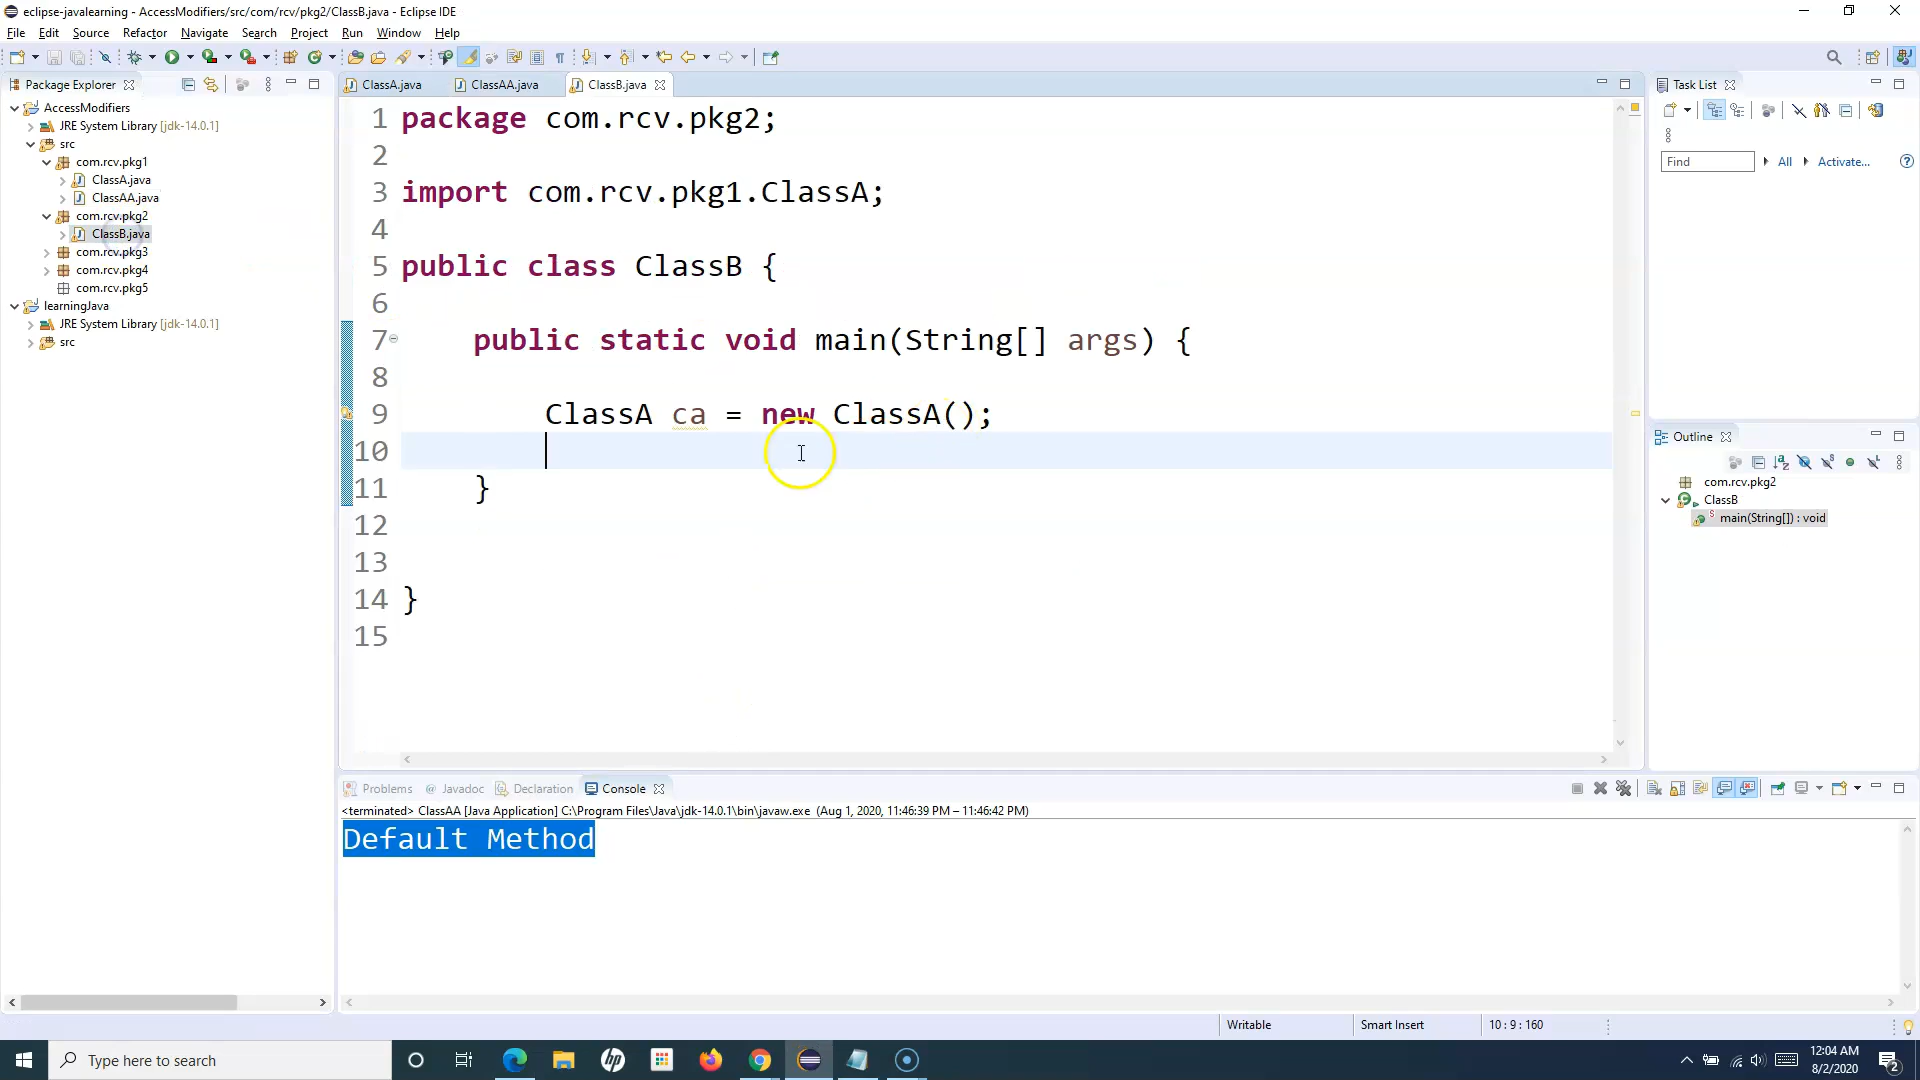 eclipse-javalearning - AccessModifiers/src/com/rcv/pkg2/ClassB.java - Eclipse IDE
File Edit Source Refactor Navigate Search Project Run Window Help
Package Explorer
AccessModifiers
JRE System Library [jdk-14.0.1]
src
com.rcv.pkg1
ClassA.java
ClassAA.java
com.rcv.pkg2
ClassB.java
com.rcv.pkg3
com.rcv.pkg4
com.rcv.pkg5
learningJava
JRE System Library [jdk-14.0.1]
src
ClassA.java ClassAA.java ClassB.java
1 package com.rcv.pkg2;
2
3 import com.rcv.pkg1.ClassA;
4
5 public class ClassB {
6
7 public static void main(String[] args) {
8
9 ClassA ca = new ClassA();
10
11 }
12
13
14 }
15
Task List
Find All Activate...
Outline
com.rcv.pkg2
ClassB
main(String[]) : void
Problems Javadoc Declaration Console
<terminated> ClassAA [Java Application] C:\Program Files\Java\jdk-14.0.1\bin\javaw.exe (Aug 1, 2020, 11:46:39 PM – 11:46:42 PM)
Default Method
Writable Smart Insert 10 : 9 : 160
Type here to search
12:04 AM
8/2/2020
2